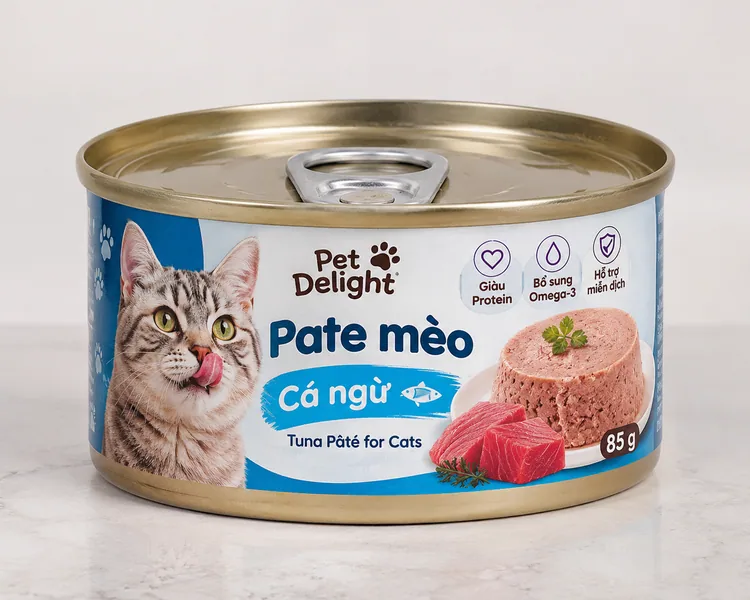 Pet
Delight
Pate mèo
Cá ngừ
Tuna Pâté for Cats
Giàu
Protein
Bổ sung
Omega-3
Hỗ trợ
miễn dịch
85 g